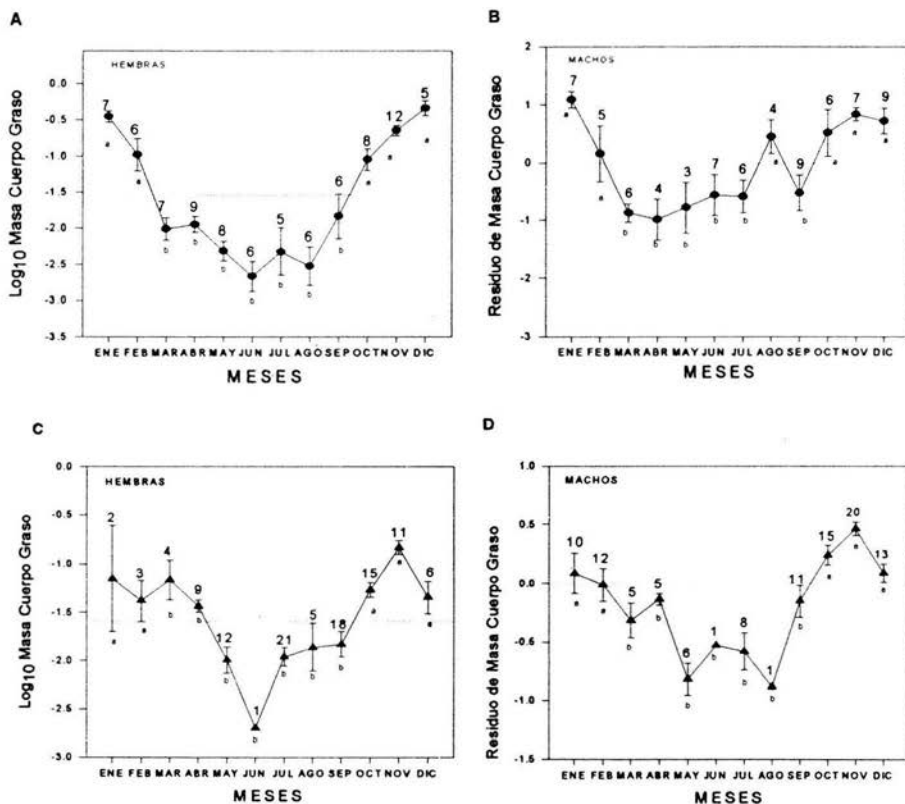 A
HEMBRAS
Log10 Masa Cuerpo Graso
0.0
-0.5
-1.0
-1.5
-2.0
-2.5
-3.0
-3.5
7 6 7 9 8 6 5 6 6 8 12 5
a a b b b b b b b a a a
ENE FEB MAR ABR MAY JUN JUL AGO SEP OCT NOV DIC
MESES
B
MACHOS
Residuo de Masa Cuerpo Graso
2
1
0
-1
-2
-3
7 5 6 4 3 7 6 4 9 6 7 9
a a b b b b b a b a a a
ENE FEB MAR ABR MAY JUN JUL AGO SEP OCT NOV DIC
MESES
C
HEMBRAS
Log10 Masa Cuerpo Graso
0.0
-0.5
-1.0
-1.5
-2.0
-2.5
-3.0
2 3 4 9 12 1 21 5 18 15 11 6
a a b b b b b b b a a a
ENE FEB MAR ABR MAY JUN JUL AGO SEP OCT NOV DIC
MESES
D
MACHOS
Residuo de Masa Cuerpo Graso
1.0
0.5
0.0
-0.5
-1.0
-1.5
10 12 5 5 6 1 8 1 11 15 20 13
a a b b b b b b b a a a
ENE FEB MAR ABR MAY JUN JUL AGO SEP OCT NOV DIC
MESES